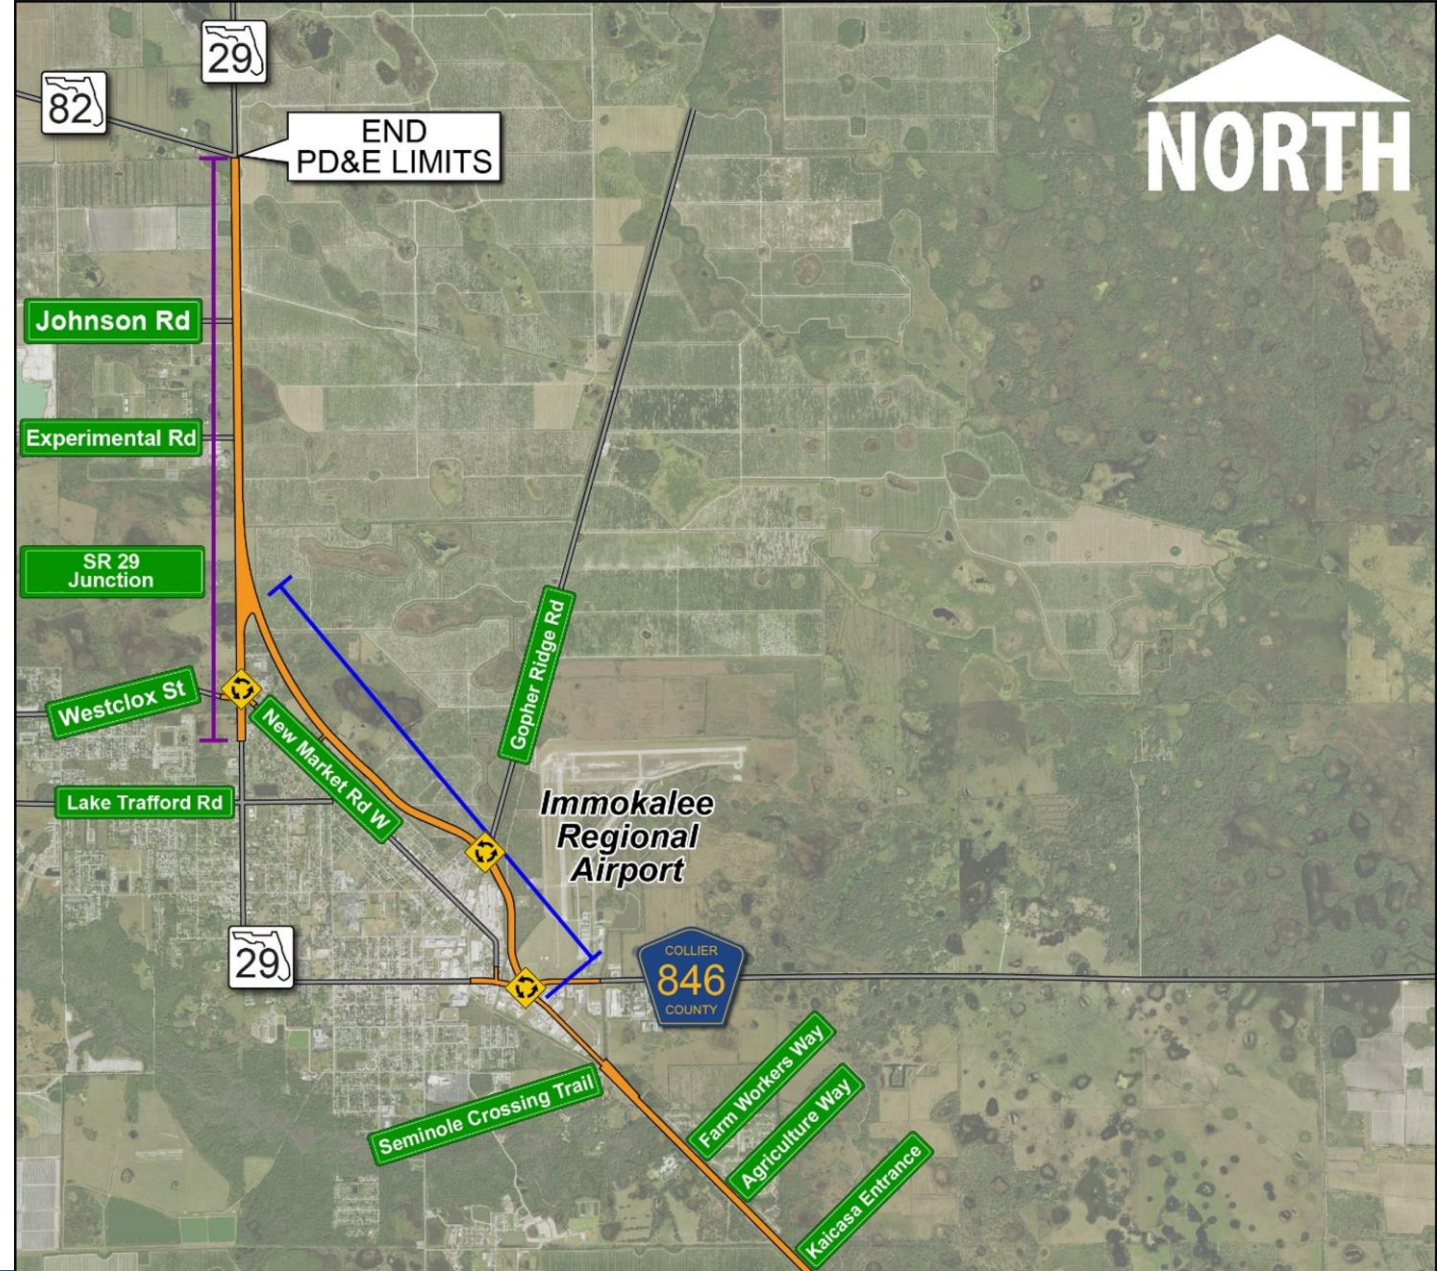 29
82
END
PD&E LIMITS
NORTH
Johnson Rd
Experimental Rd
SR 29
Junction
Gopher Ridge Rd
Westclox St
New Market Rd W
Lake Trafford Rd
Immokalee
Regional
Airport
29
COLLIER
846
COUNTY
Seminole Crossing Trail
Farm Workers Way
Agriculture Way
Kaicasa Entrance